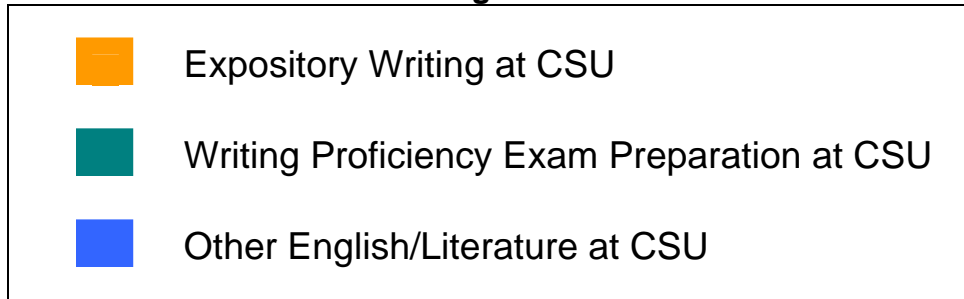 Expository Writing at CSU
Writing Proficiency Exam Preparation at CSU
Other English/Literature at CSU